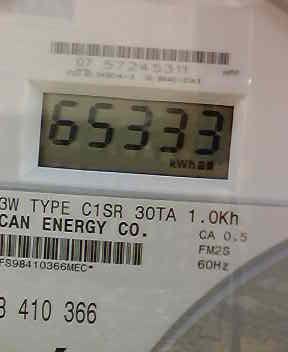 07 57245311
65333
kWh
3W TYPE C1SR 30TA 1.0Kh
CAN ENERGY CO.
CA 0.5
FM2S
FS98410366MEC*
60Hz
410 366